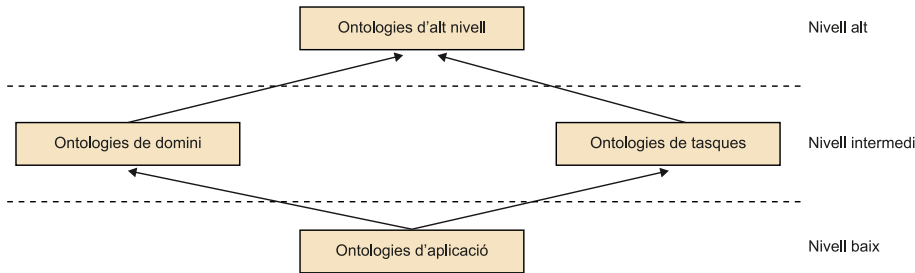 Ontologies d'alt nivell
Nivell alt
Ontologies de domini
Ontologies de tasques
Nivell intermedi
Ontologies d'aplicació
Nivell baix